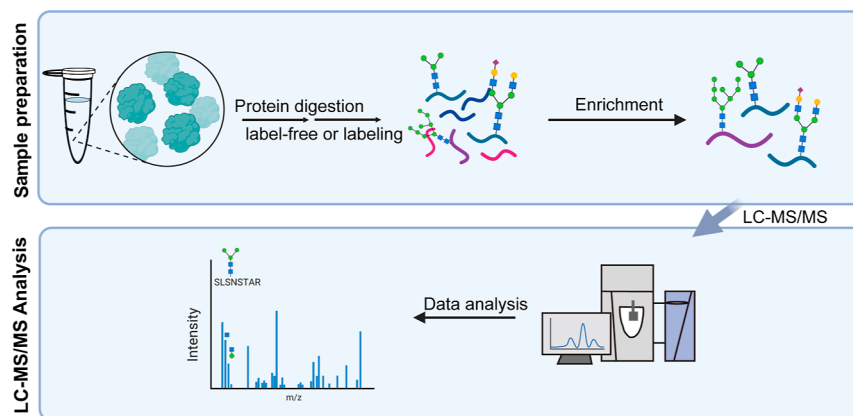 Sample preparation
Protein digestion
label-free or labeling
Enrichment
LC-MS/MS
LC-MS/MS Analysis
SLSNSTAR
Intensity
m/z
Data analysis